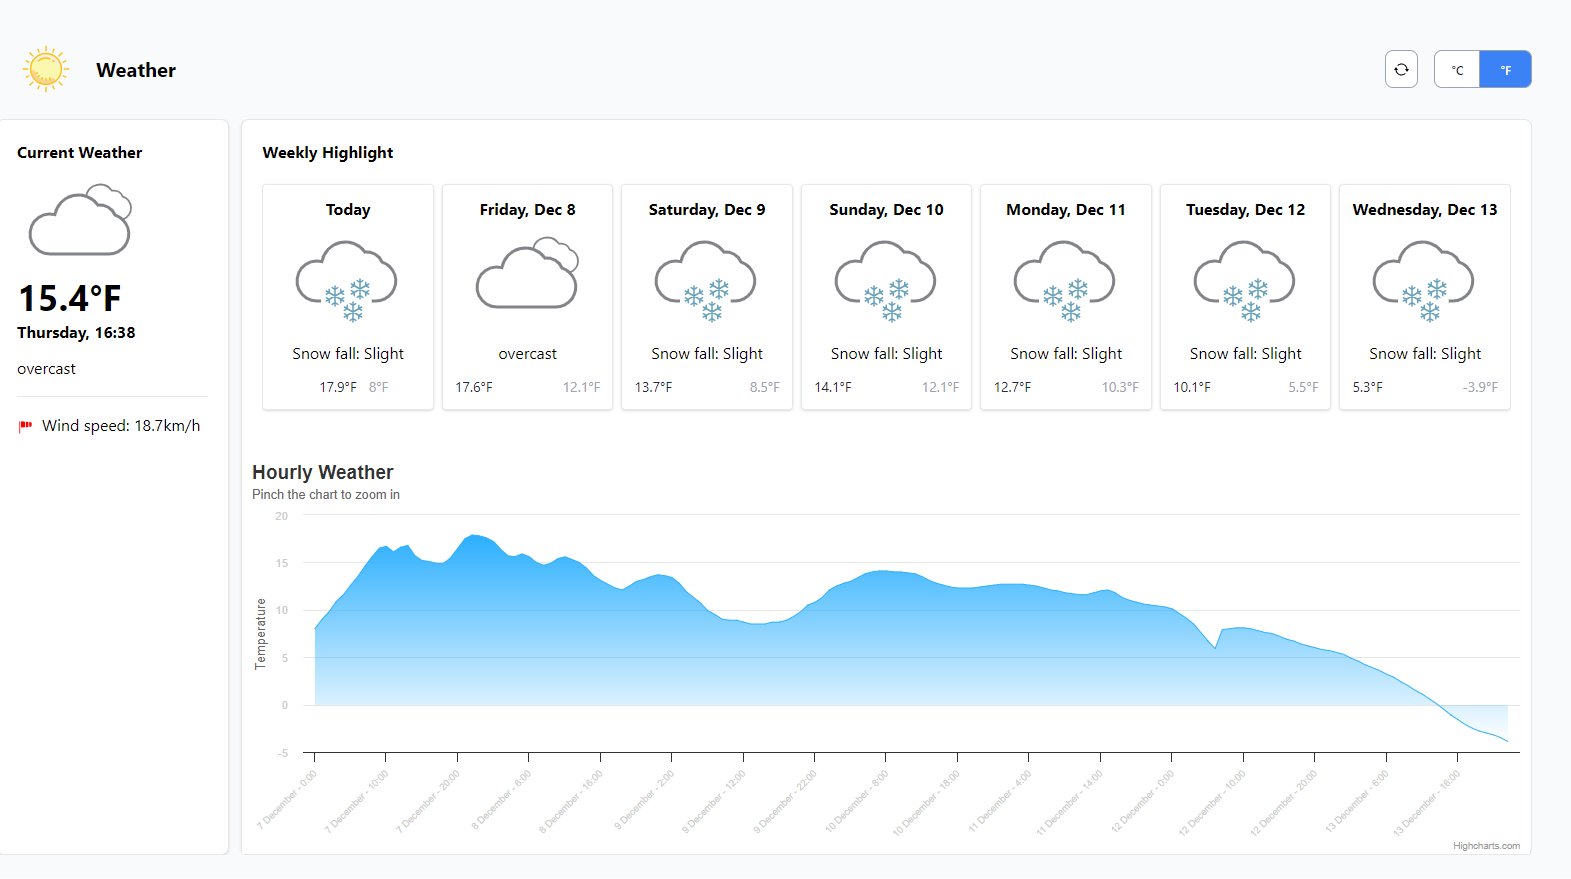 Weather
°C
°F
Current Weather
15.4°F
Thursday, 16:38
overcast
Wind speed: 18.7km/h
Weekly Highlight
Today
Snow fall: Slight
17.9°F 8°F
Friday, Dec 8
overcast
17.6°F 12.1°F
Saturday, Dec 9
Snow fall: Slight
13.7°F 8.5°F
Sunday, Dec 10
Snow fall: Slight
14.1°F 12.1°F
Monday, Dec 11
Snow fall: Slight
12.7°F 10.3°F
Tuesday, Dec 12
Snow fall: Slight
10.1°F 5.5°F
Wednesday, Dec 13
Snow fall: Slight
5.3°F -3.9°F
Hourly Weather
Pinch the chart to zoom in
Temperature
20
15
10
5
0
-5
7 December - 0:00
7 December - 10:00
7 December - 20:00
8 December - 6:00
8 December - 16:00
9 December - 2:00
9 December - 12:00
9 December - 22:00
10 December - 8:00
10 December - 18:00
11 December - 4:00
11 December - 14:00
12 December - 0:00
12 December - 10:00
12 December - 20:00
13 December - 6:00
13 December - 16:00
Highcharts.com